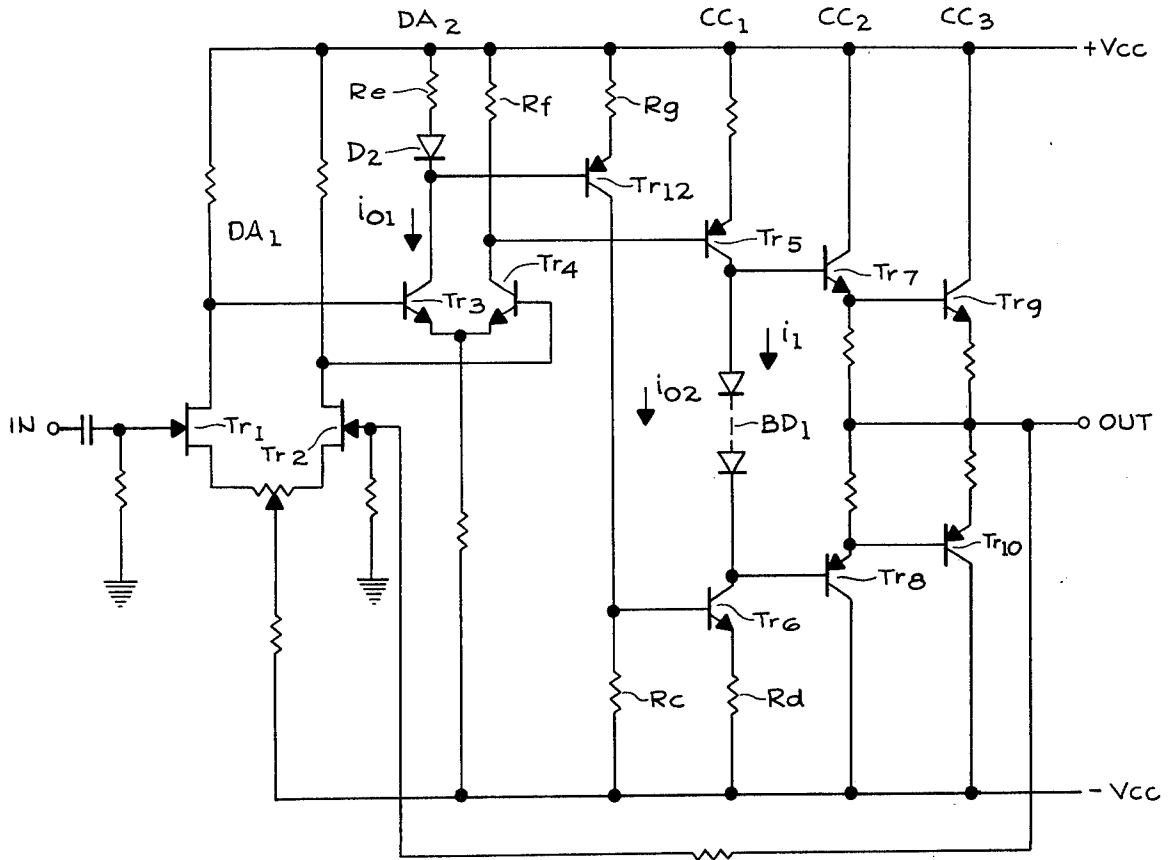 DA2 CC1 CC2 CC3
+Vcc
Re Rf Rg
D2
Tr12
i01
DA1
Tr5
Tr4
Tr7
Tr3
Tr9
i1
i02
IN Tr1 BD1 OUT
Tr2
Tr10
Tr8
Tr6
Rc Rd
- Vcc